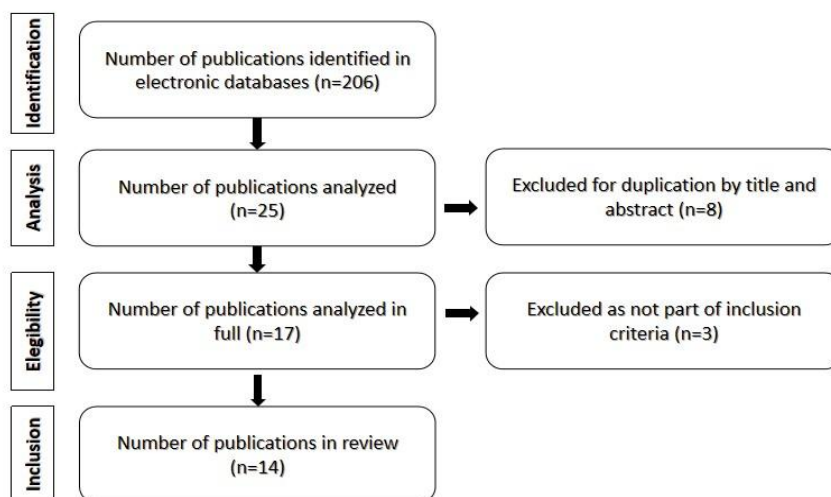 Identification
Number of publications identified in
electronic databases (n=206)
Analysis
Number of publications analyzed
(n=25)
Excluded for duplication by title and
abstract (n=8)
Elegibility
Number of publications analyzed in
full (n=17)
Excluded as not part of inclusion
criteria (n=3)
Inclusion
Number of publications in review
(n=14)